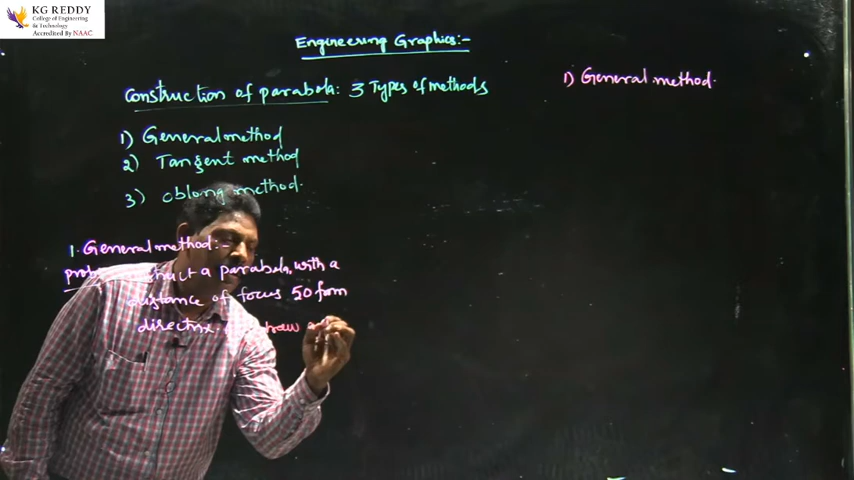 KG REDDY
College of Engineering
& Technology
Accredited By NAAC
Engineering Graphics:-
Construction of parabola: 3 Types of methods
1) General method
2) Tangent method
3) oblong method.
1) General method.
1. General method:-
a parabola, with a
distance of focus 50 from
directrix.